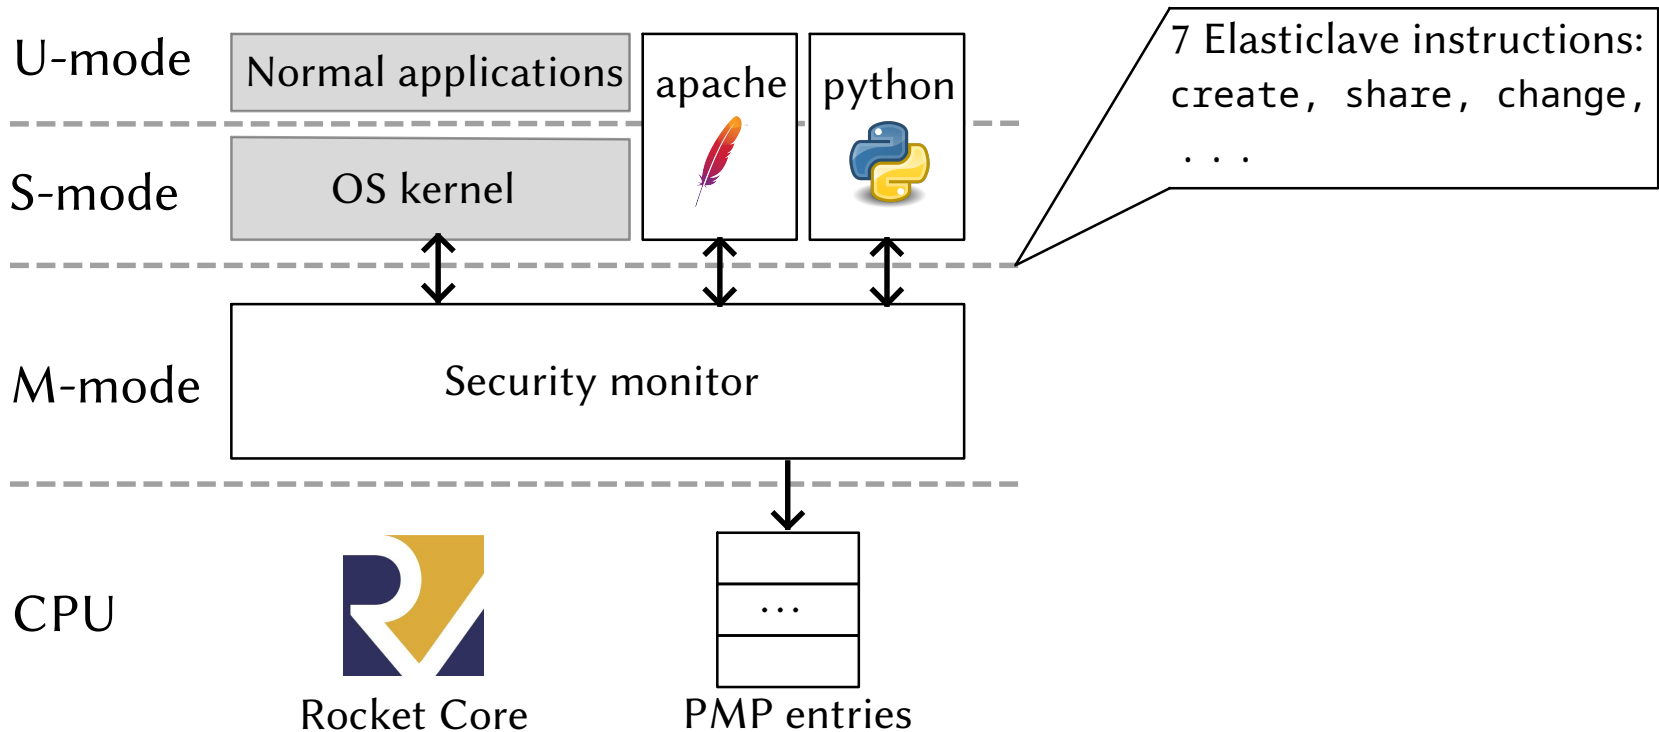 U-mode
Normal applications
apache
python
7 Elasticlave instructions:
create, share, change,
...
S-mode
OS kernel
M-mode
Security monitor
CPU
...
Rocket Core
PMP entries